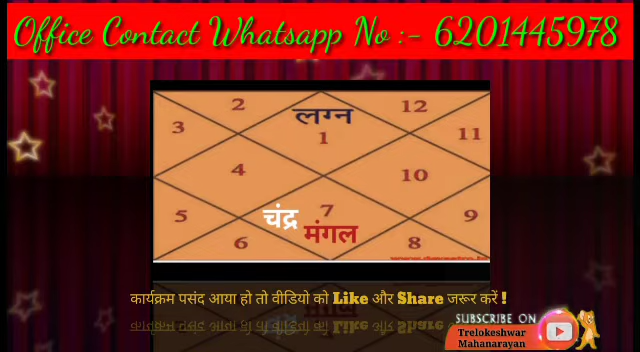 Office Contact Whatsapp No :- 6201445978
2
लग्न
12
3
1
11
4
10
5
चंद्र
7
9
मंगल
6
8
कार्यक्रम पसंद आया हो तो वीडियो को Like और Share जरूर करें !
SUBSCRIBE ON
Trelokeshwar
Mahanarayan